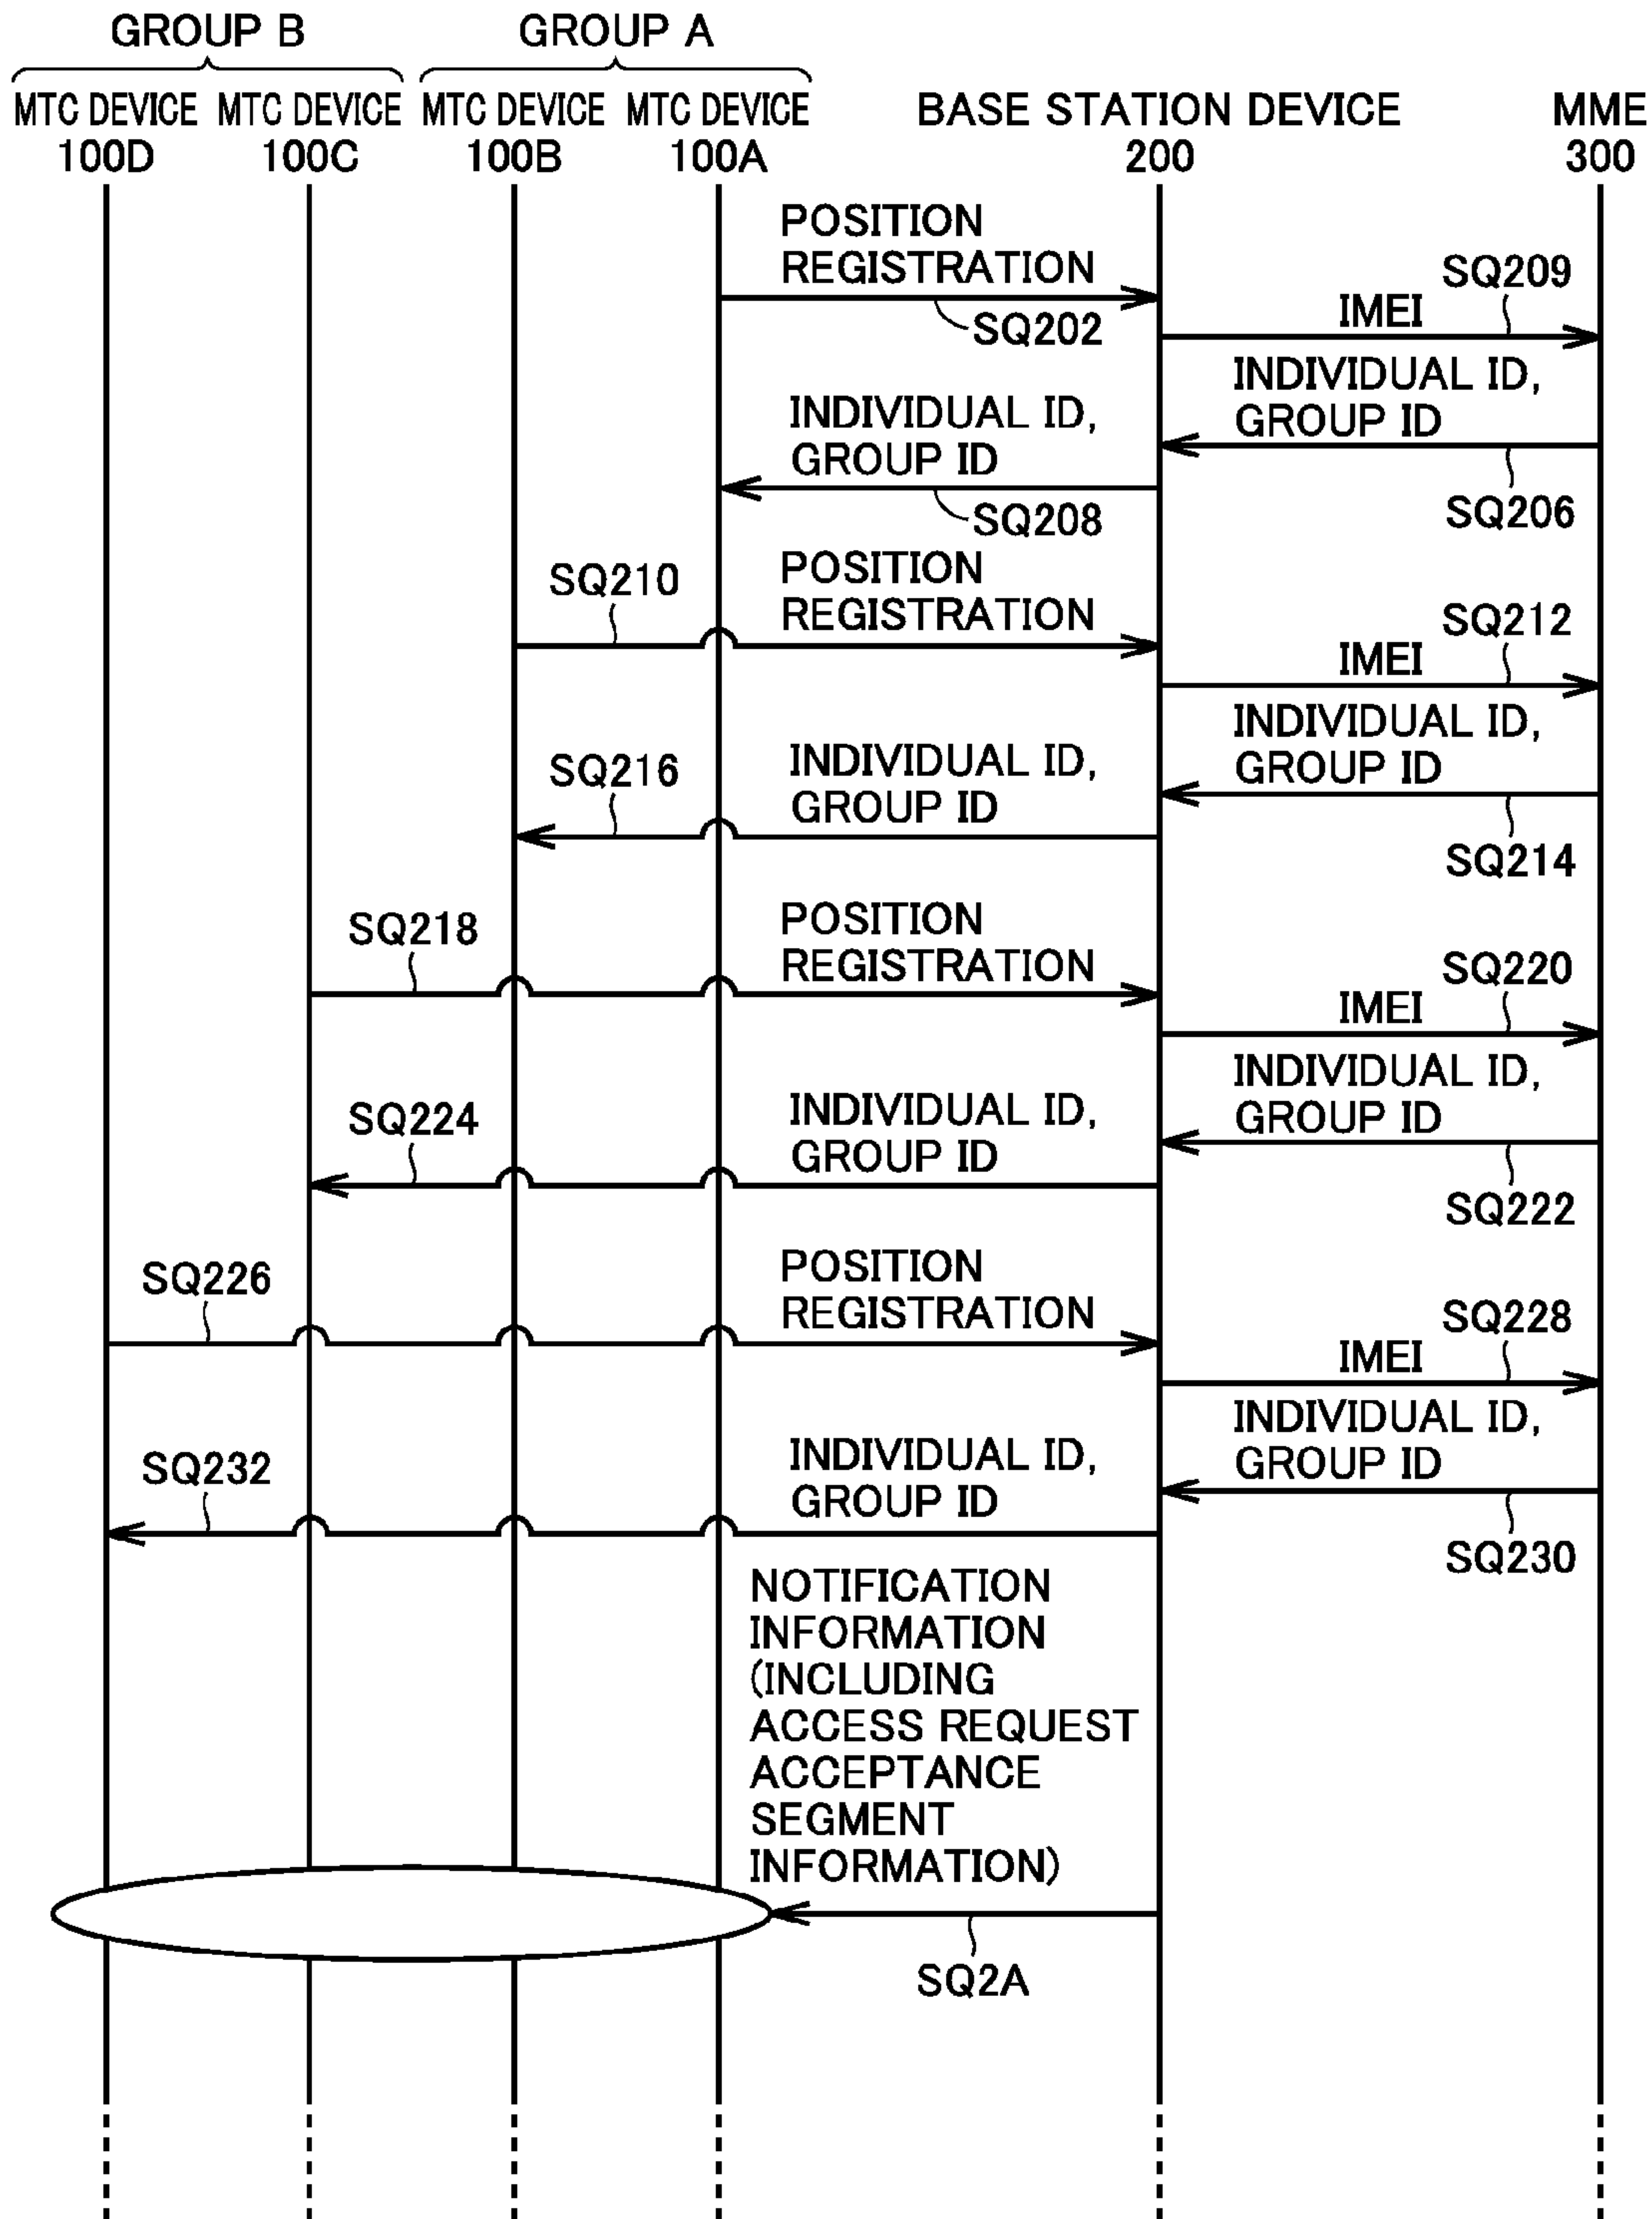 GROUP B GROUP A
MTC DEVICE MTC DEVICE MTC DEVICE MTC DEVICE BASE STATION DEVICE MME
100D 100C 100B 100A 200 300
POSITION
REGISTRATION
SQ202
SQ209
IMEI
INDIVIDUAL ID,
GROUP ID
SQ206
INDIVIDUAL ID,
GROUP ID
SQ208
SQ210
POSITION
REGISTRATION
SQ212
IMEI
INDIVIDUAL ID,
GROUP ID
SQ214
SQ216
INDIVIDUAL ID,
GROUP ID
SQ218
POSITION
REGISTRATION
SQ220
IMEI
INDIVIDUAL ID,
GROUP ID
SQ222
SQ224
INDIVIDUAL ID,
GROUP ID
SQ226
POSITION
REGISTRATION
SQ228
IMEI
INDIVIDUAL ID,
GROUP ID
SQ230
SQ232
INDIVIDUAL ID,
GROUP ID
NOTIFICATION
INFORMATION
(INCLUDING
ACCESS REQUEST
ACCEPTANCE
SEGMENT
INFORMATION)
SQ2A